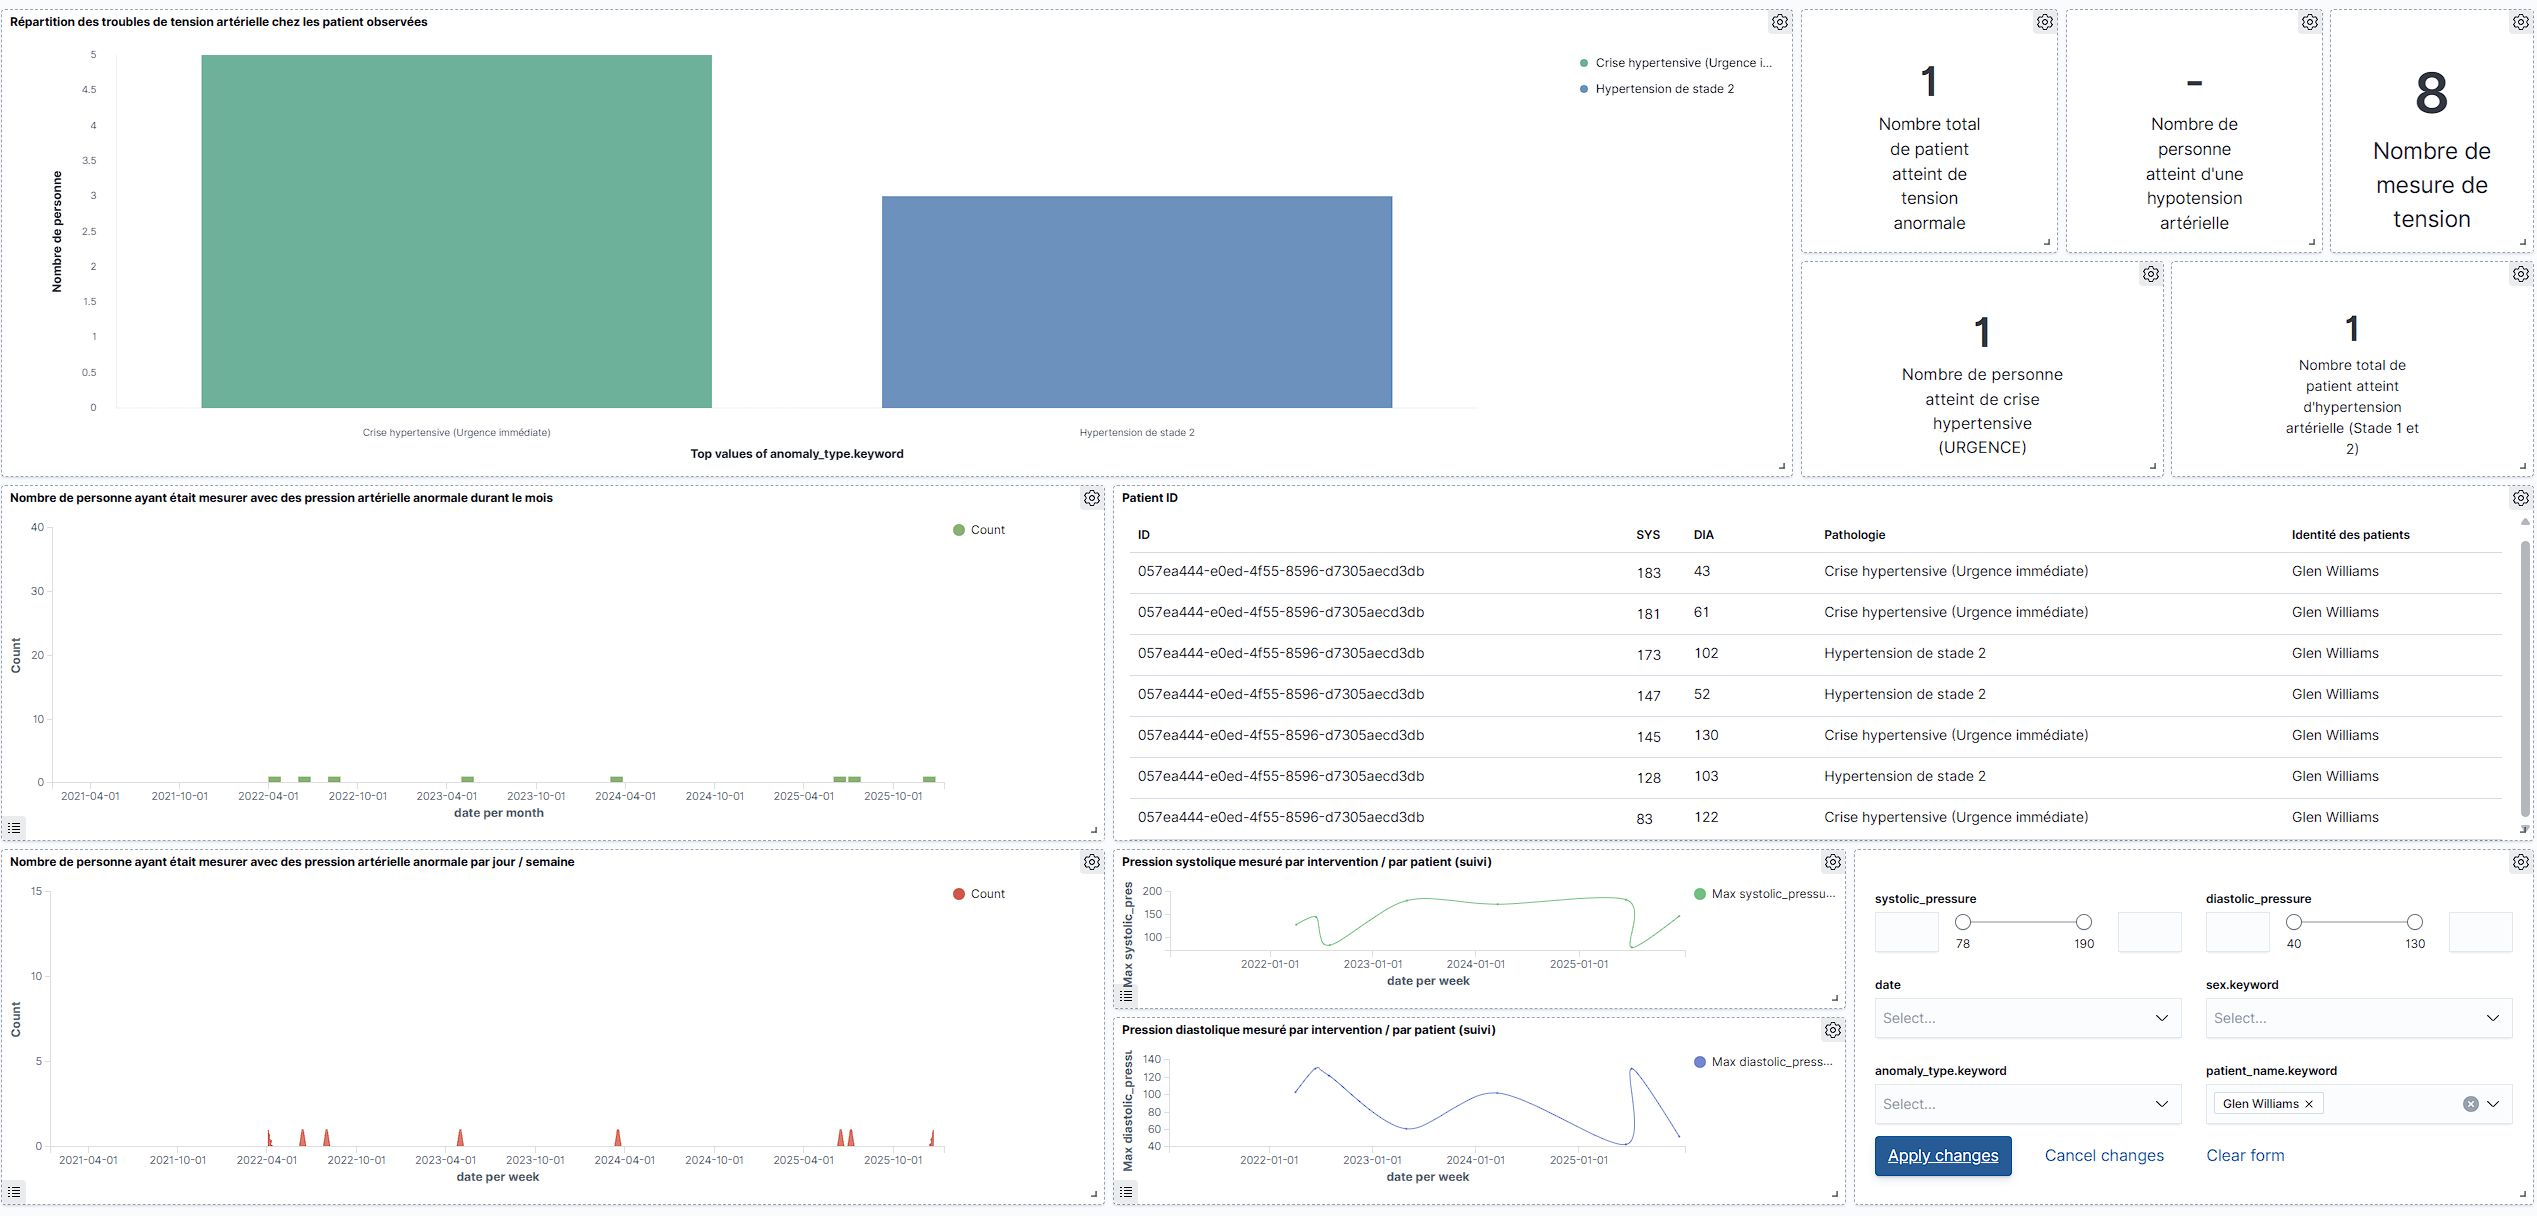 Répartition des troubles de tension artérielle chez les patient observées
5
4.5
4
3.5
3
2.5
2
1.5
1
0.5
0
Nombre de personne
Crise hypertensive (Urgence immédiate)
Hypertension de stade 2
Top values of anomaly_type.keyword
Crise hypertensive (Urgence i...
Hypertension de stade 2
1
Nombre total
de patient
atteint de
tension
anormale
-
Nombre de
personne
atteint d'une
hypotension
artérielle
8
Nombre de
mesure de
tension
1
Nombre de personne
atteint de crise
hypertensive
(URGENCE)
1
Nombre total de
patient atteint
d'hypertension
artérielle (Stade 1 et
2)
Nombre de personne ayant était mesurer avec des pression artérielle anormale durant le mois
40
30
20
10
0
Count
2021-04-01 2021-10-01 2022-04-01 2022-10-01 2023-04-01 2023-10-01 2024-04-01 2024-10-01 2025-04-01 2025-10-01
date per month
Count
Patient ID
ID SYS DIA Pathologie Identité des patients
057ea444-e0ed-4f55-8596-d7305aecd3db 183 43 Crise hypertensive (Urgence immédiate) Glen Williams
057ea444-e0ed-4f55-8596-d7305aecd3db 181 61 Crise hypertensive (Urgence immédiate) Glen Williams
057ea444-e0ed-4f55-8596-d7305aecd3db 173 102 Hypertension de stade 2 Glen Williams
057ea444-e0ed-4f55-8596-d7305aecd3db 147 52 Hypertension de stade 2 Glen Williams
057ea444-e0ed-4f55-8596-d7305aecd3db 145 130 Crise hypertensive (Urgence immédiate) Glen Williams
057ea444-e0ed-4f55-8596-d7305aecd3db 128 103 Hypertension de stade 2 Glen Williams
057ea444-e0ed-4f55-8596-d7305aecd3db 83 122 Crise hypertensive (Urgence immédiate) Glen Williams
Nombre de personne ayant était mesurer avec des pression artérielle anormale par jour / semaine
15
10
5
0
Count
2021-04-01 2021-10-01 2022-04-01 2022-10-01 2023-04-01 2023-10-01 2024-04-01 2024-10-01 2025-04-01 2025-10-01
date per week
Count
Pression systolique mesuré par intervention / par patient (suivi)
200
150
100
Max systolic_pres
2022-01-01 2023-01-01 2024-01-01 2025-01-01
date per week
Max systolic_pressu...
Pression diastolique mesuré par intervention / par patient (suivi)
140
120
100
80
60
40
Max diastolic_pressu
2022-01-01 2023-01-01 2024-01-01 2025-01-01
date per week
Max diastolic_press...
systolic_pressure
78 190
diastolic_pressure
40 130
date
Select...
sex.keyword
Select...
anomaly_type.keyword
Select...
patient_name.keyword
Glen Williams ×
Apply changes Cancel changes Clear form